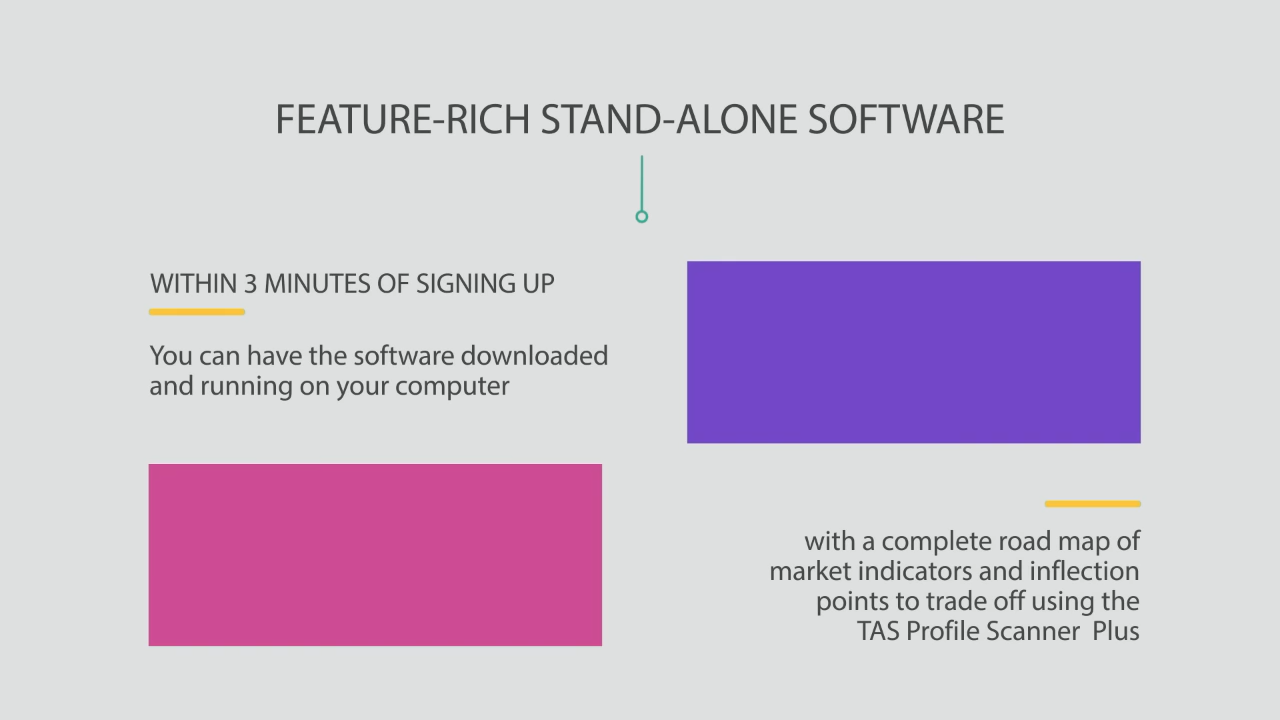 FEATURE-RICH STAND-ALONE SOFTWARE
WITHIN 3 MINUTES OF SIGNING UP
You can have the software downloaded
and running on your computer
with a complete road map of
market indicators and inflection
points to trade off using the
TAS Profile Scanner  Plus